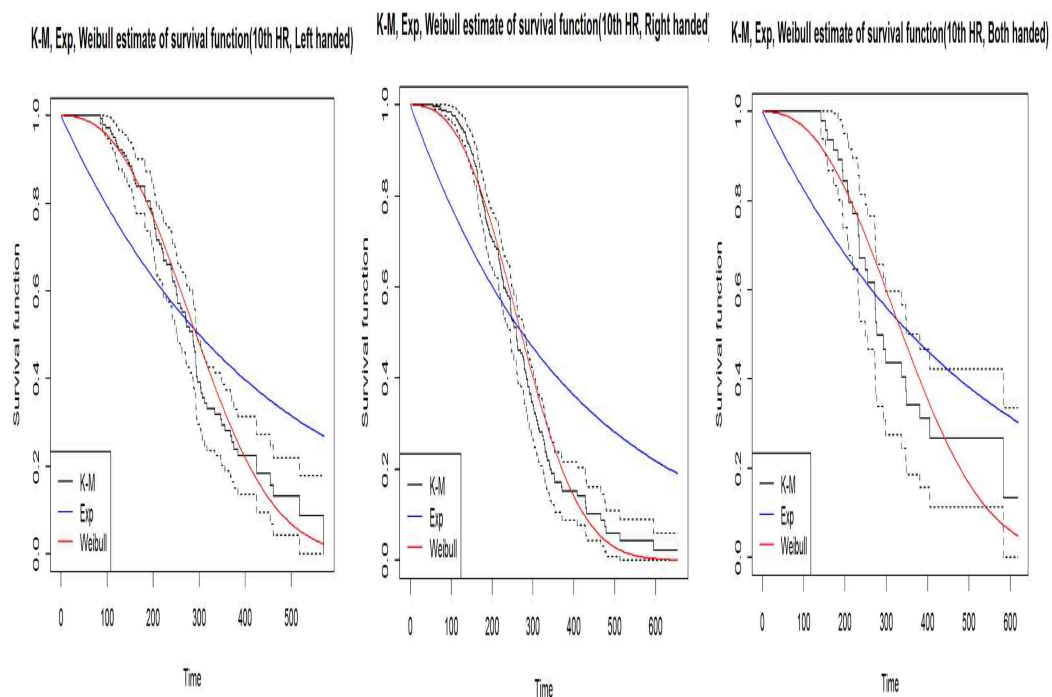 K-M, Exp, Weibull estimate of survival function(10th HR, Left handed)
Survival function
1.0
0.8
0.6
0.4
0.2
0.0
K-M
Exp
Weibull
0 100 200 300 400 500
Time
K-M, Exp, Weibull estimate of survival function(10th HR, Right handed)
Survival function
1.0
0.8
0.6
0.4
0.2
0.0
K-M
Exp
Weibull
0 100 200 300 400 500 600
Time
K-M, Exp, Weibull estimate of survival function(10th HR, Both handed)
Survival function
1.0
0.8
0.6
0.4
0.2
0.0
K-M
Exp
Weibull
0 100 200 300 400 500 600
Time